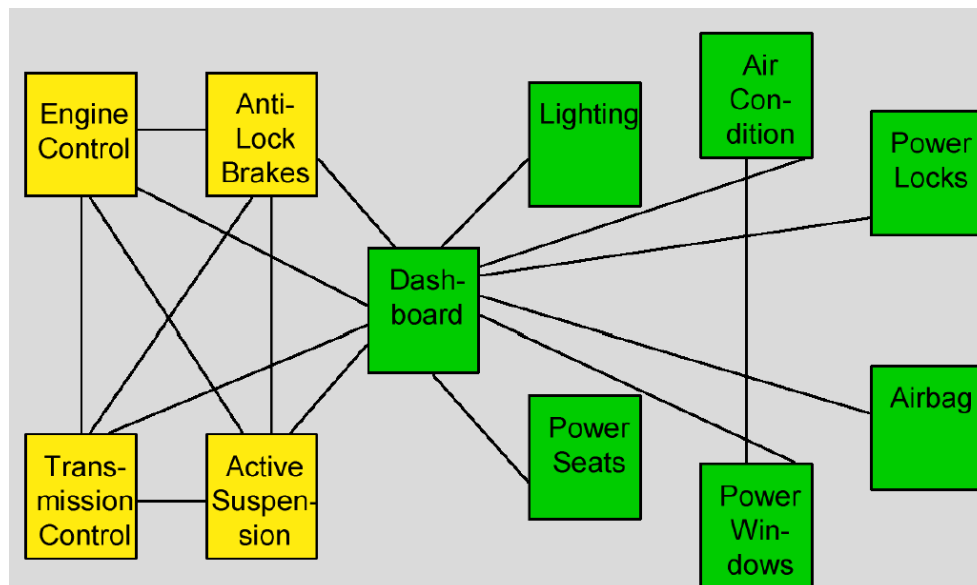 Engine
Control
Anti-
Lock
Brakes
Lighting
Air
Con-
dition
Power
Locks
Dash-
board
Trans-
mission
Control
Active
Suspen-
sion
Power
Seats
Power
Win-
dows
Airbag